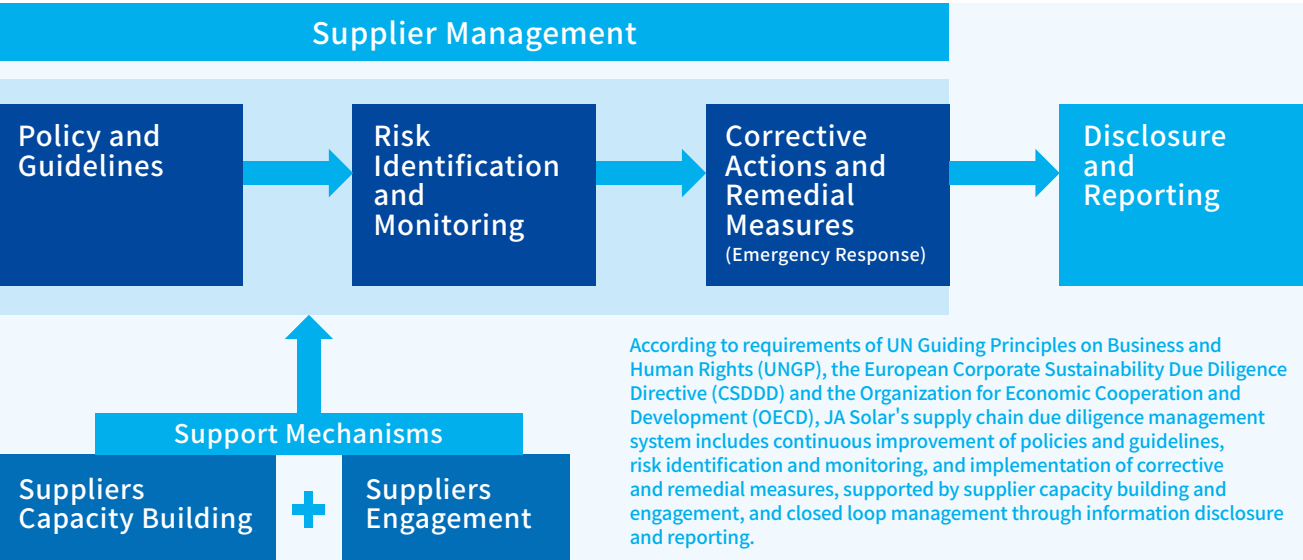 Supplier Management
Policy and
Guidelines
Risk
Identification
and
Monitoring
Corrective
Actions and
Remedial
Measures
(Emergency Response)
Disclosure
and
Reporting
Support Mechanisms
Suppliers
Capacity Building
+
Suppliers
Engagement
According to requirements of UN Guiding Principles on Business and
Human Rights (UNGP), the European Corporate Sustainability Due Diligence
Directive (CSDDD) and the Organization for Economic Cooperation and
Development (OECD), JA Solar's supply chain due diligence management
system includes continuous improvement of policies and guidelines,
risk identification and monitoring, and implementation of corrective
and remedial measures, supported by supplier capacity building and
engagement, and closed loop management through information disclosure
and reporting.